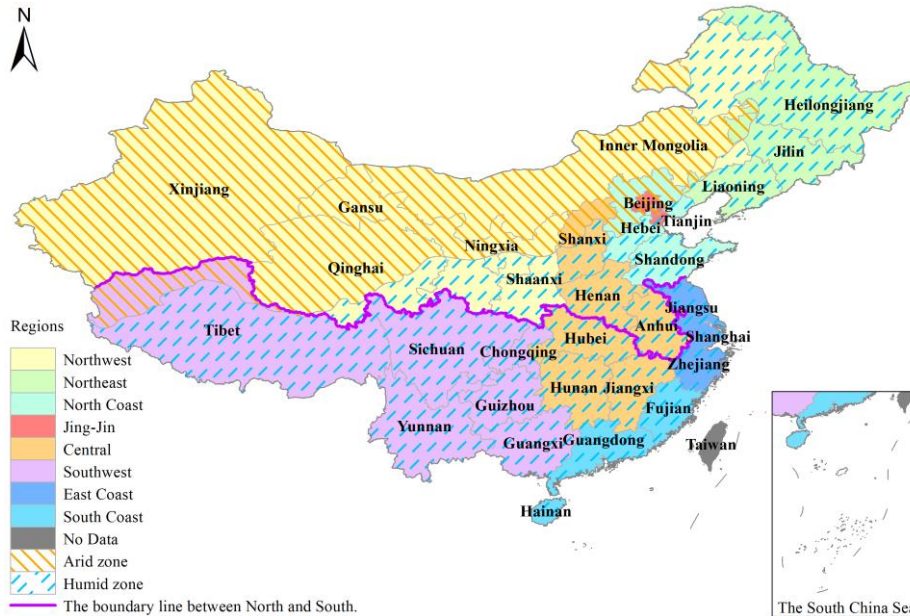 N
Heilongjiang
Inner Mongolia
Jilin
Xinjiang
Liaoning
Gansu
Beijing
Tianjin
Hebei
Shanxi
Ningxia
Qinghai
Shandong
Shaanxi
Henan
Jiangsu
Tibet
Anhui
Shanghai
Sichuan
Hubei
Chongqing
Zhejiang
Hunan Jiangxi
Guizhou
Fujian
Yunnan
Guangxi
Guangdong
Taiwan
Hainan
Regions
Northwest
Northeast
North Coast
Jing-Jin
Central
Southwest
East Coast
South Coast
No Data
Arid zone
Humid zone
The boundary line between North and South.
The South China Sea